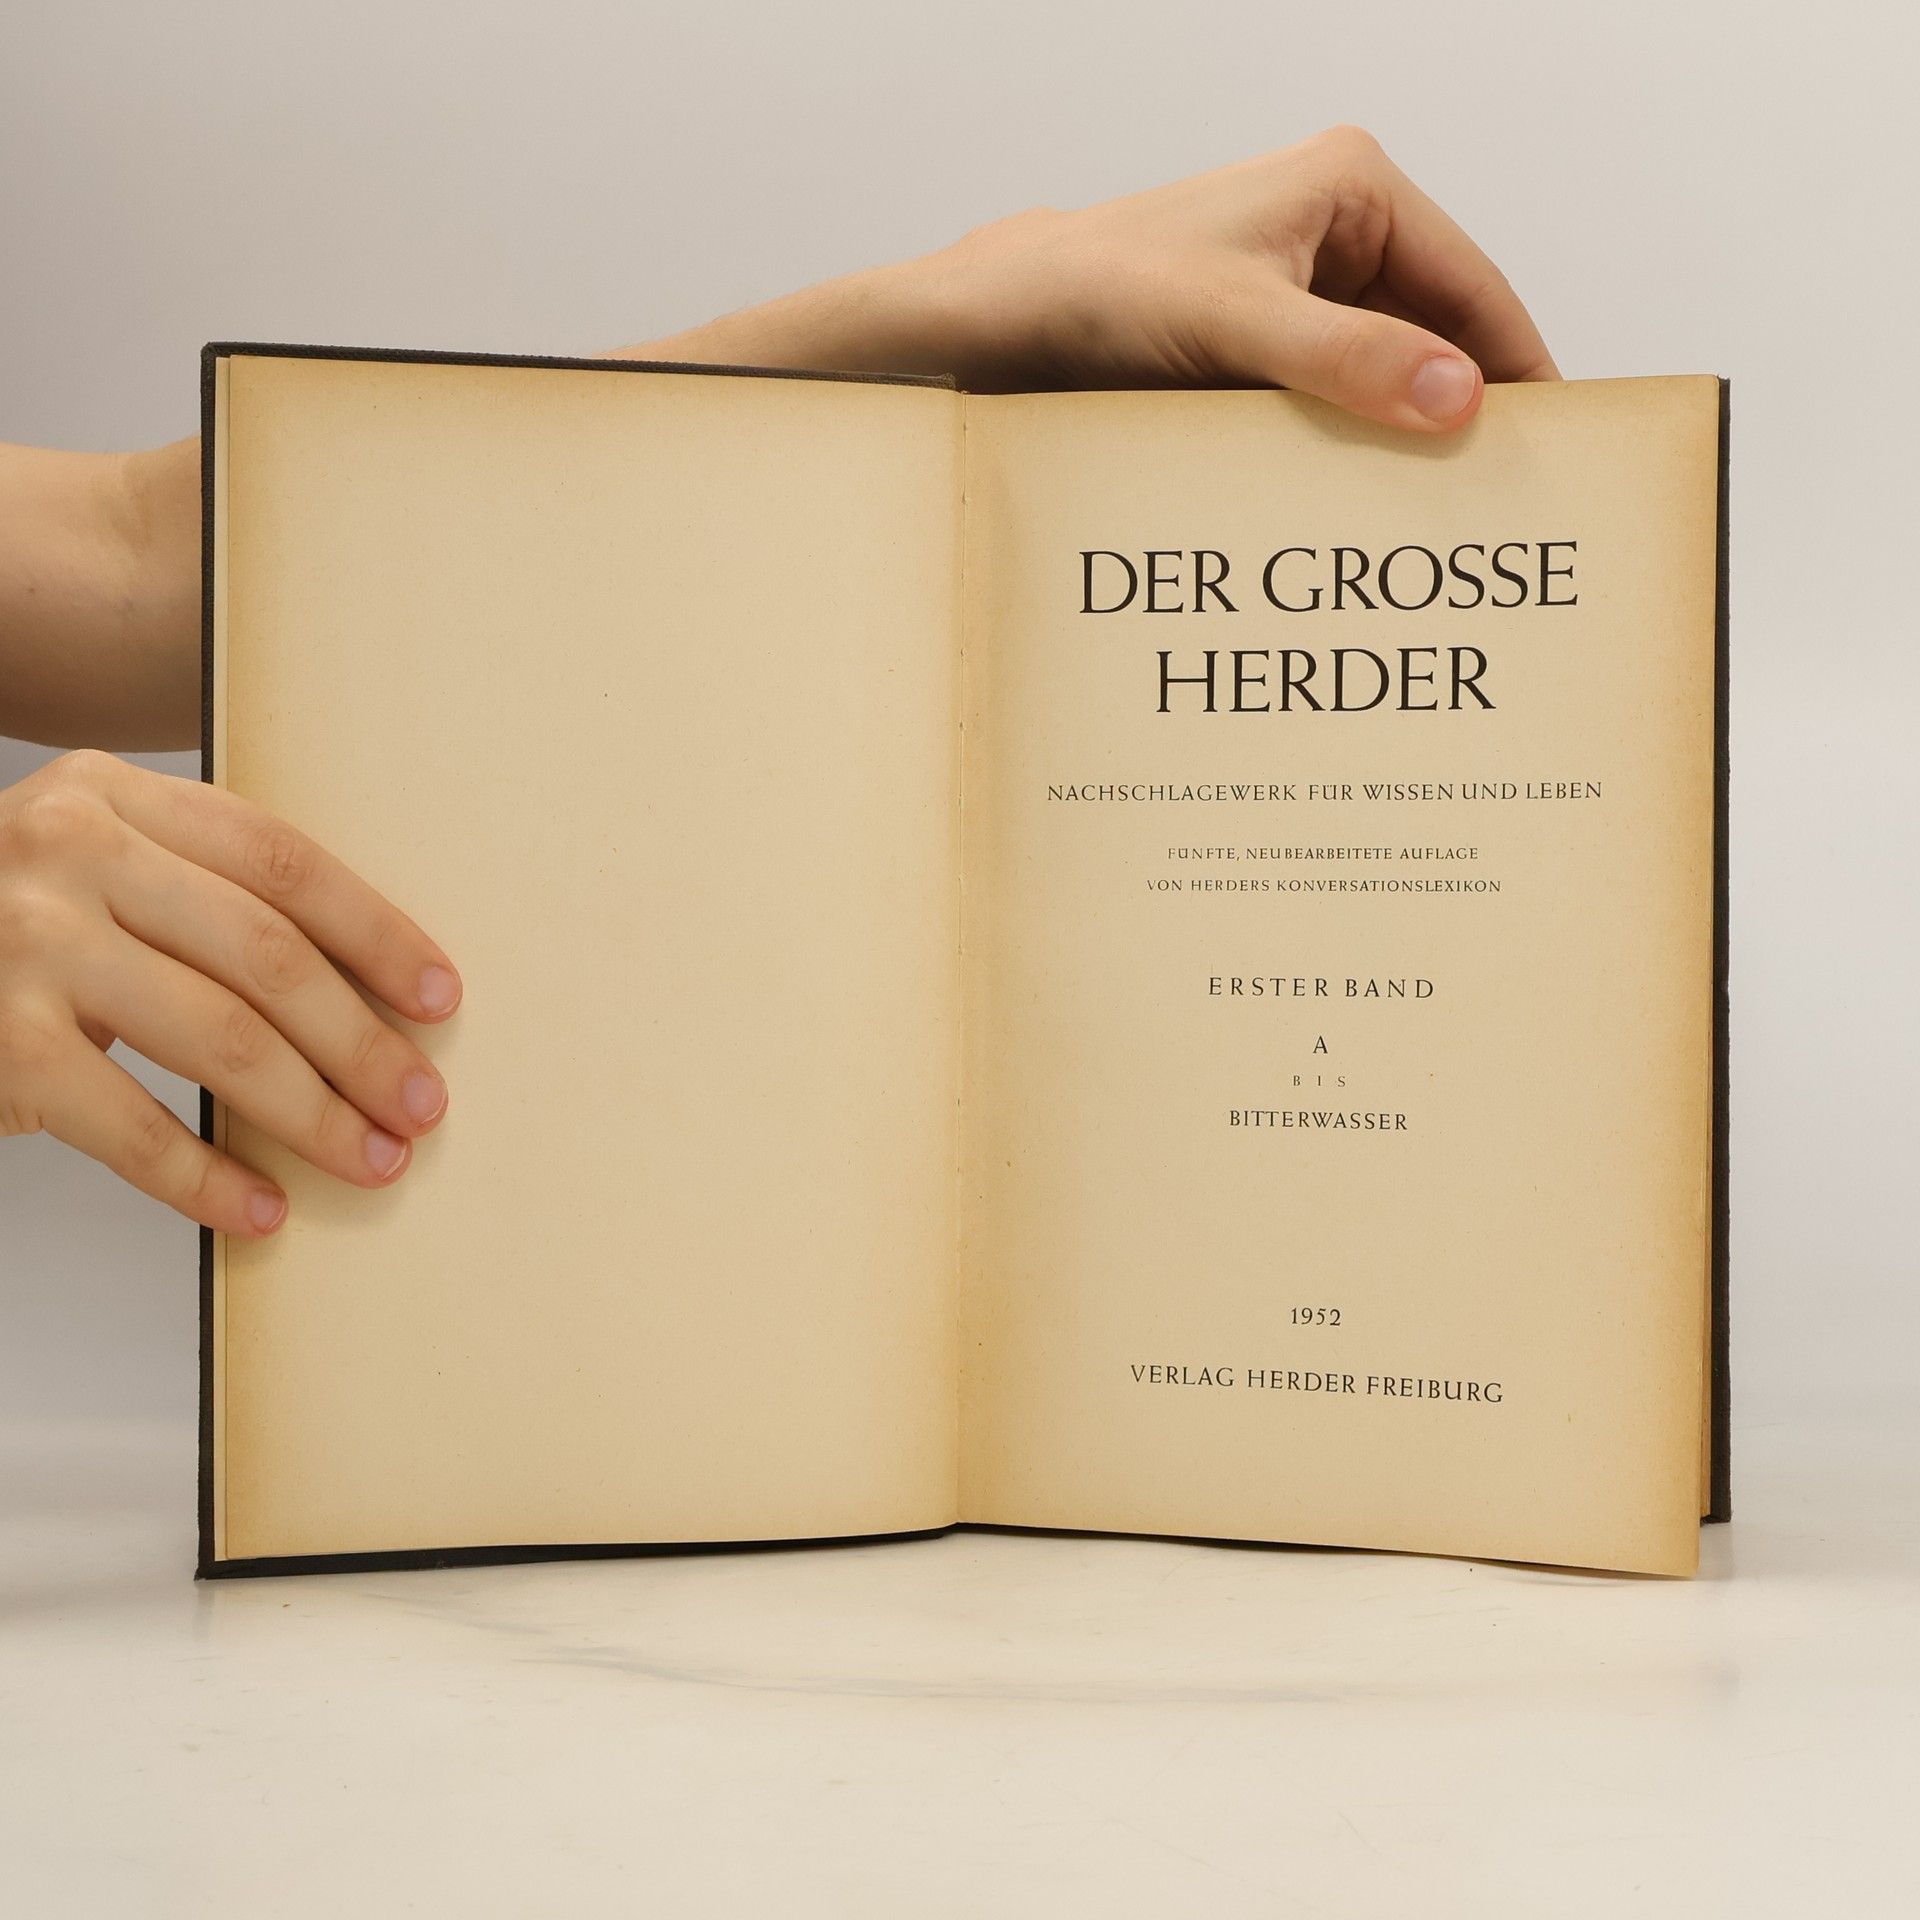 DER GROSSE
HERDER
NACHSCHLAGEWERK FÜR WISSEN UND LEBEN
FÜNFTE, NEUBEARBEITETE AUFLAGE
VON HERDERS KONVERSATIONSLEXIKON
ERSTER BAND
A
BIS
BITTERWASSER
1952
VERLAG HERDER FREIBURG